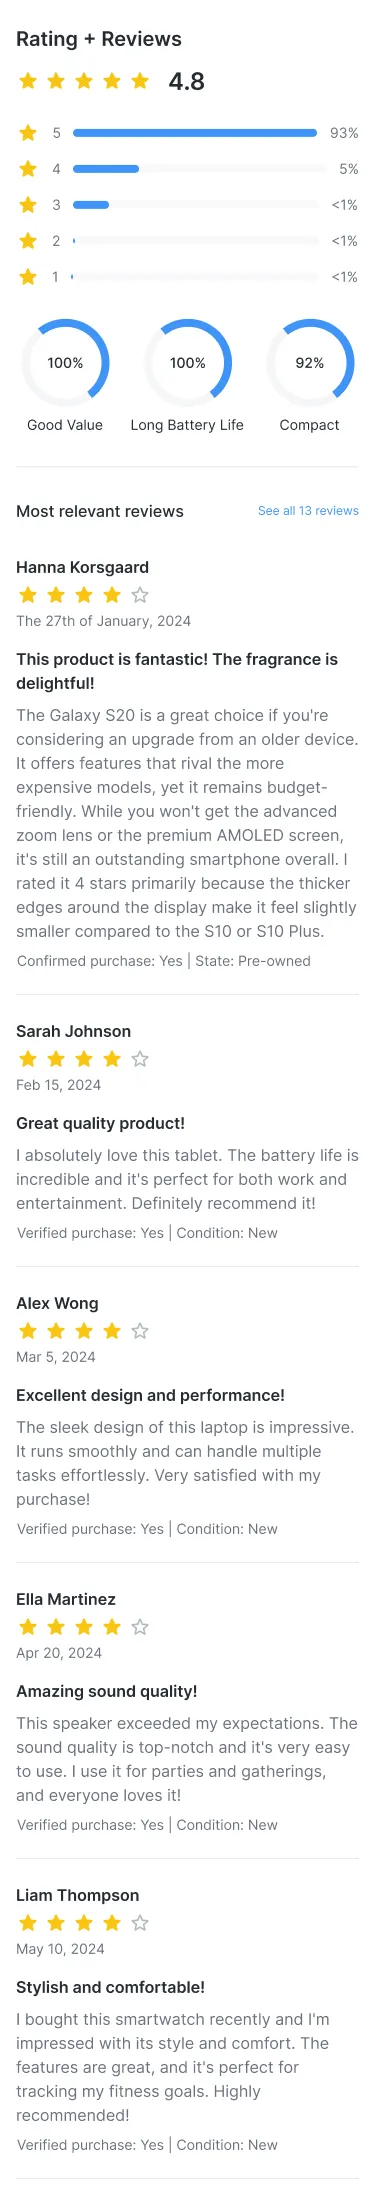 Rating + Reviews
4.8
5 93%
4 5%
3 <1%
2 <1%
1 <1%
100% 100% 92%
Good Value Long Battery Life Compact
Most relevant reviews See all 13 reviews
Hanna Korsgaard
The 27th of January, 2024
This product is fantastic! The fragrance is
delightful!
The Galaxy S20 is a great choice if you're
considering an upgrade from an older device.
It offers features that rival the more
expensive models, yet it remains budget-
friendly. While you won't get the advanced
zoom lens or the premium AMOLED screen,
it's still an outstanding smartphone overall. I
rated it 4 stars primarily because the thicker
edges around the display make it feel slightly
smaller compared to the S10 or S10 Plus.
Confirmed purchase: Yes | State: Pre-owned
Sarah Johnson
Feb 15, 2024
Great quality product!
I absolutely love this tablet. The battery life is
incredible and it's perfect for both work and
entertainment. Definitely recommend it!
Verified purchase: Yes | Condition: New
Alex Wong
Mar 5, 2024
Excellent design and performance!
The sleek design of this laptop is impressive.
It runs smoothly and can handle multiple
tasks effortlessly. Very satisfied with my
purchase!
Verified purchase: Yes | Condition: New
Ella Martinez
Apr 20, 2024
Amazing sound quality!
This speaker exceeded my expectations. The
sound quality is top-notch and it's very easy
to use. I use it for parties and gatherings,
and everyone loves it!
Verified purchase: Yes | Condition: New
Liam Thompson
May 10, 2024
Stylish and comfortable!
I bought this smartwatch recently and I'm
impressed with its style and comfort. The
features are great, and it's perfect for
tracking my fitness goals. Highly
recommended!
Verified purchase: Yes | Condition: New